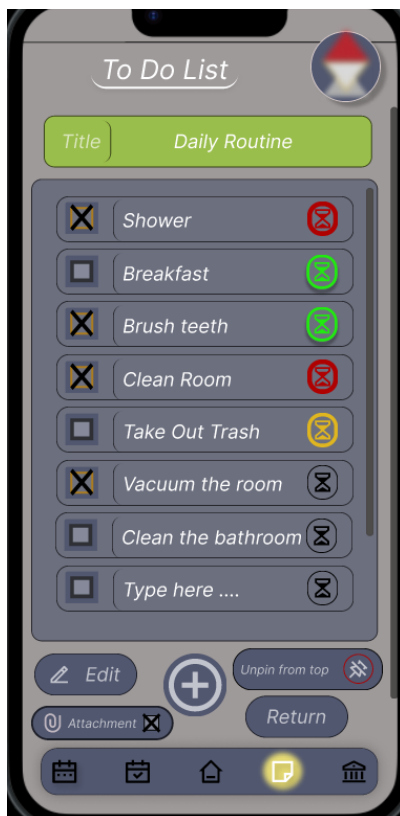 To Do List
Title Daily Routine
Shower
Breakfast
Brush teeth
Clean Room
Take Out Trash
Vacuum the room
Clean the bathroom
Type here ....
Edit
Unpin from top
Attachment
Return